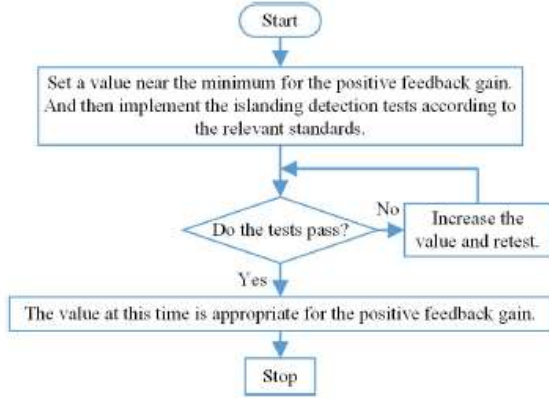 Start
Set a value near the minimum for the positive feedback gain.
And then implement the islanding detection tests according to
the relevant standards.
Do the tests pass?
No
Increase the
value and retest.
Yes
The value at this time is appropriate for the positive feedback gain.
Stop